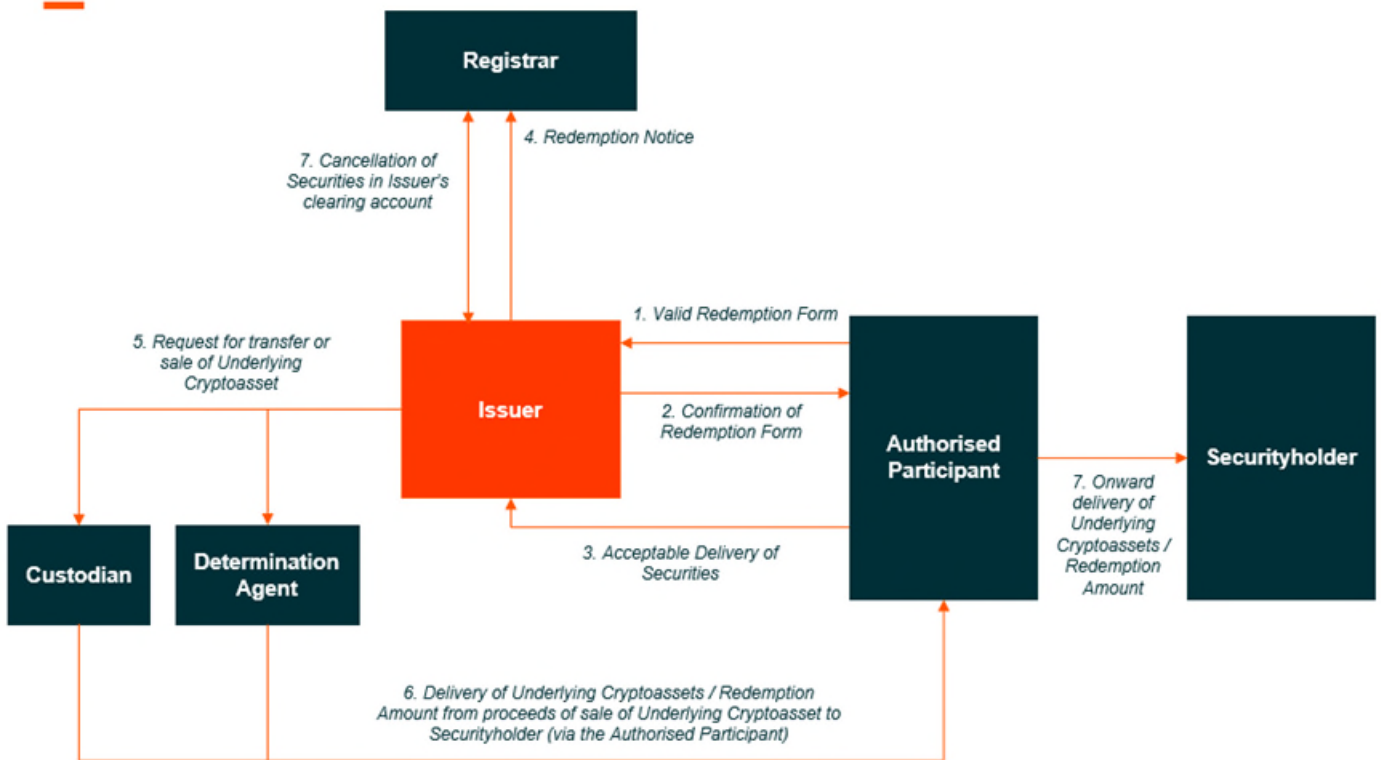 Registrar
4. Redemption Notice
7. Cancellation of
Securities in Issuer's
clearing account
1. Valid Redemption Form
5. Request for transfer or
sale of Underlying
Cryptoasset
Issuer
2. Confirmation of
Redemption Form
Authorised
Participant
Securityholder
7. Onward
delivery of
Underlying
Cryptoassets /
Redemption
Amount
3. Acceptable Delivery of
Securities
Custodian
Determination
Agent
6. Delivery of Underlying Cryptoassets / Redemption
Amount from proceeds of sale of Underlying Cryptoasset to
Securityholder (via the Authorised Participant)